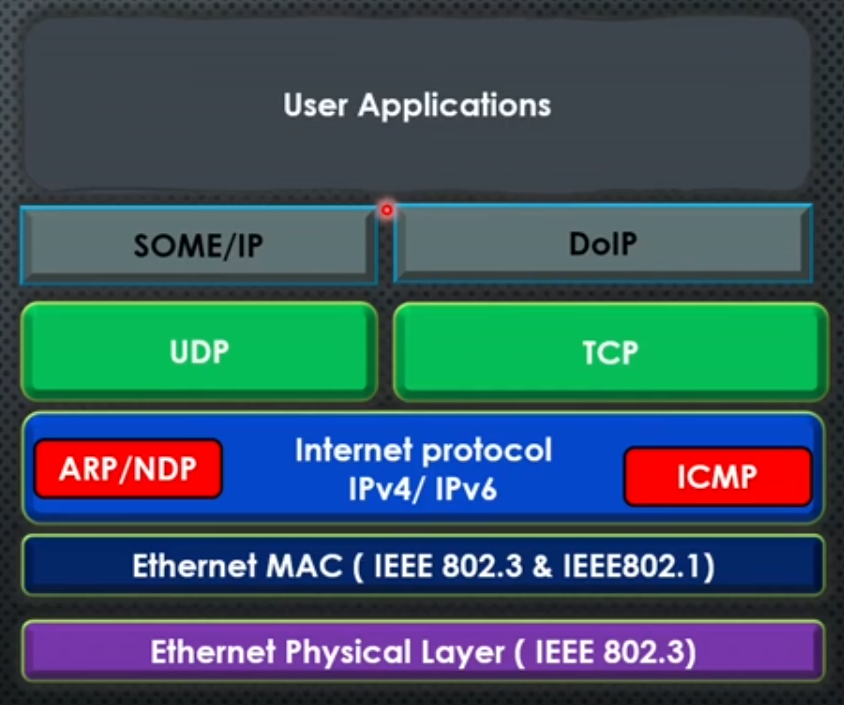 User Applications
SOME/IP
DoIP
UDP
TCP
ARP/NDP
Internet protocol
IPv4/ IPv6
ICMP
Ethernet MAC ( IEEE 802.3 & IEEE802.1)
Ethernet Physical Layer ( IEEE 802.3)